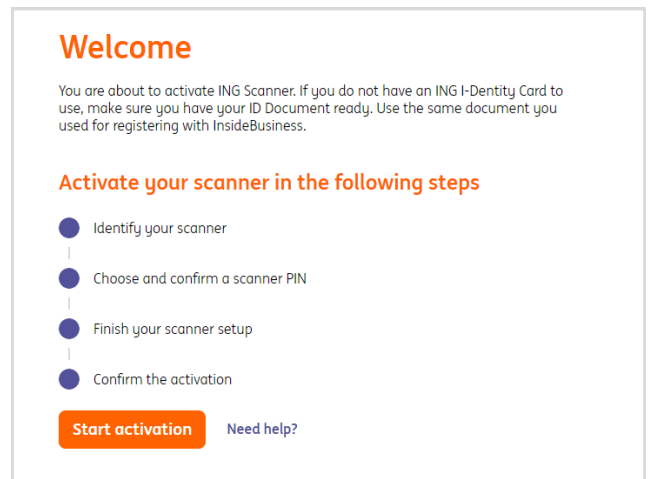 Welcome
You are about to activate ING Scanner. If you do not have an ING I-Dentity Card to
use, make sure you have your ID Document ready. Use the same document you
used for registering with InsideBusiness.
Activate your scanner in the following steps
Identify your scanner
Choose and confirm a scanner PIN
Finish your scanner setup
Confirm the activation
Start activation Need help?